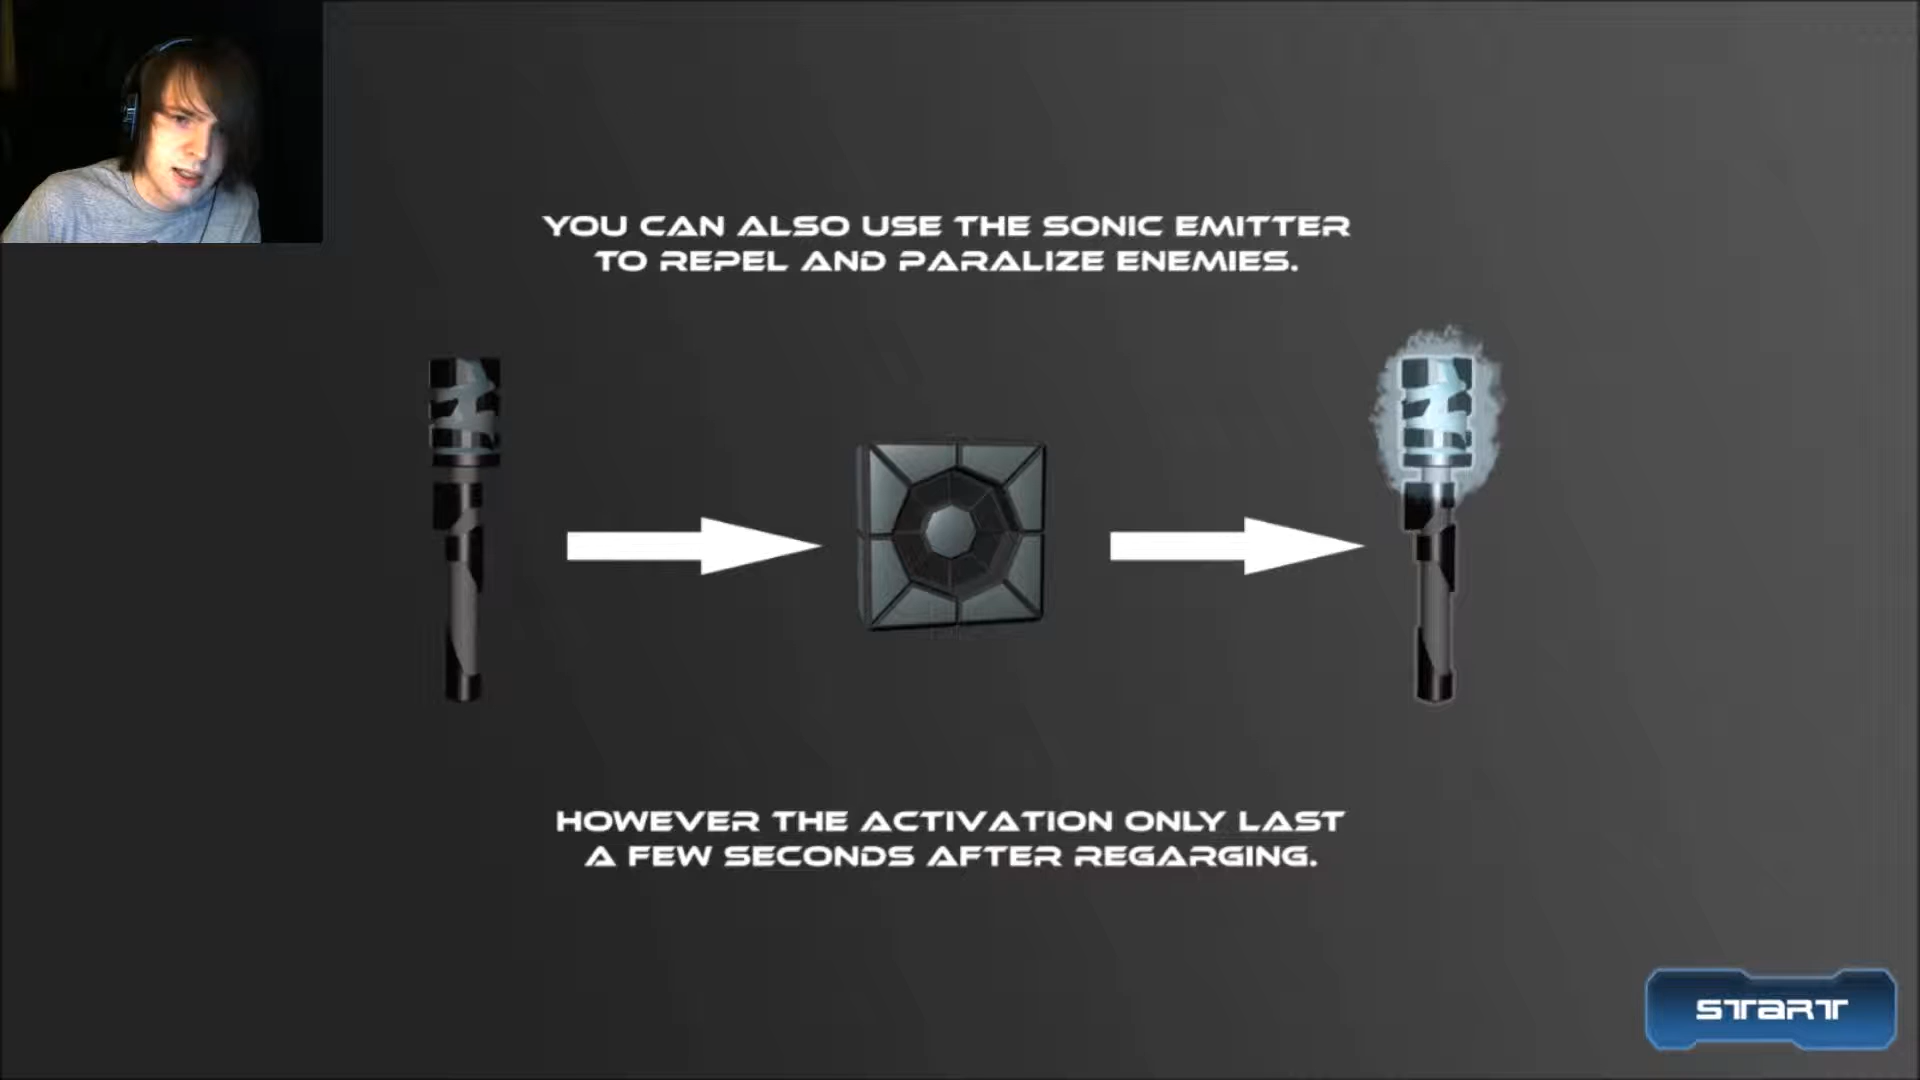 YOU CAN ALSO USE THE SONIC EMITTER
TO REPEL AND PARALIZE ENEMIES.
HOWEVER THE ACTIVATION ONLY LAST
A FEW SECONDS AFTER REGARGING.
START